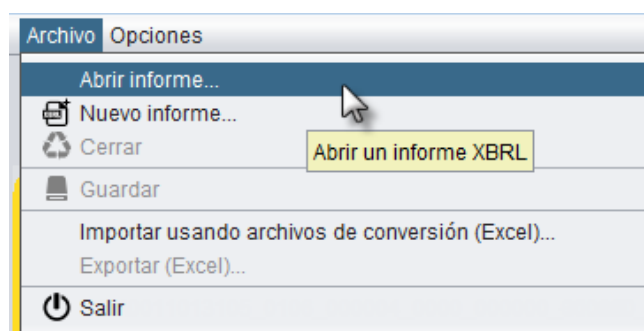 Archivo Opciones
Abrir informe...
Nuevo informe...
Cerrar
Abrir un informe XBRL
Guardar
Importar usando archivos de conversión (Excel)...
Exportar (Excel)...
Salir